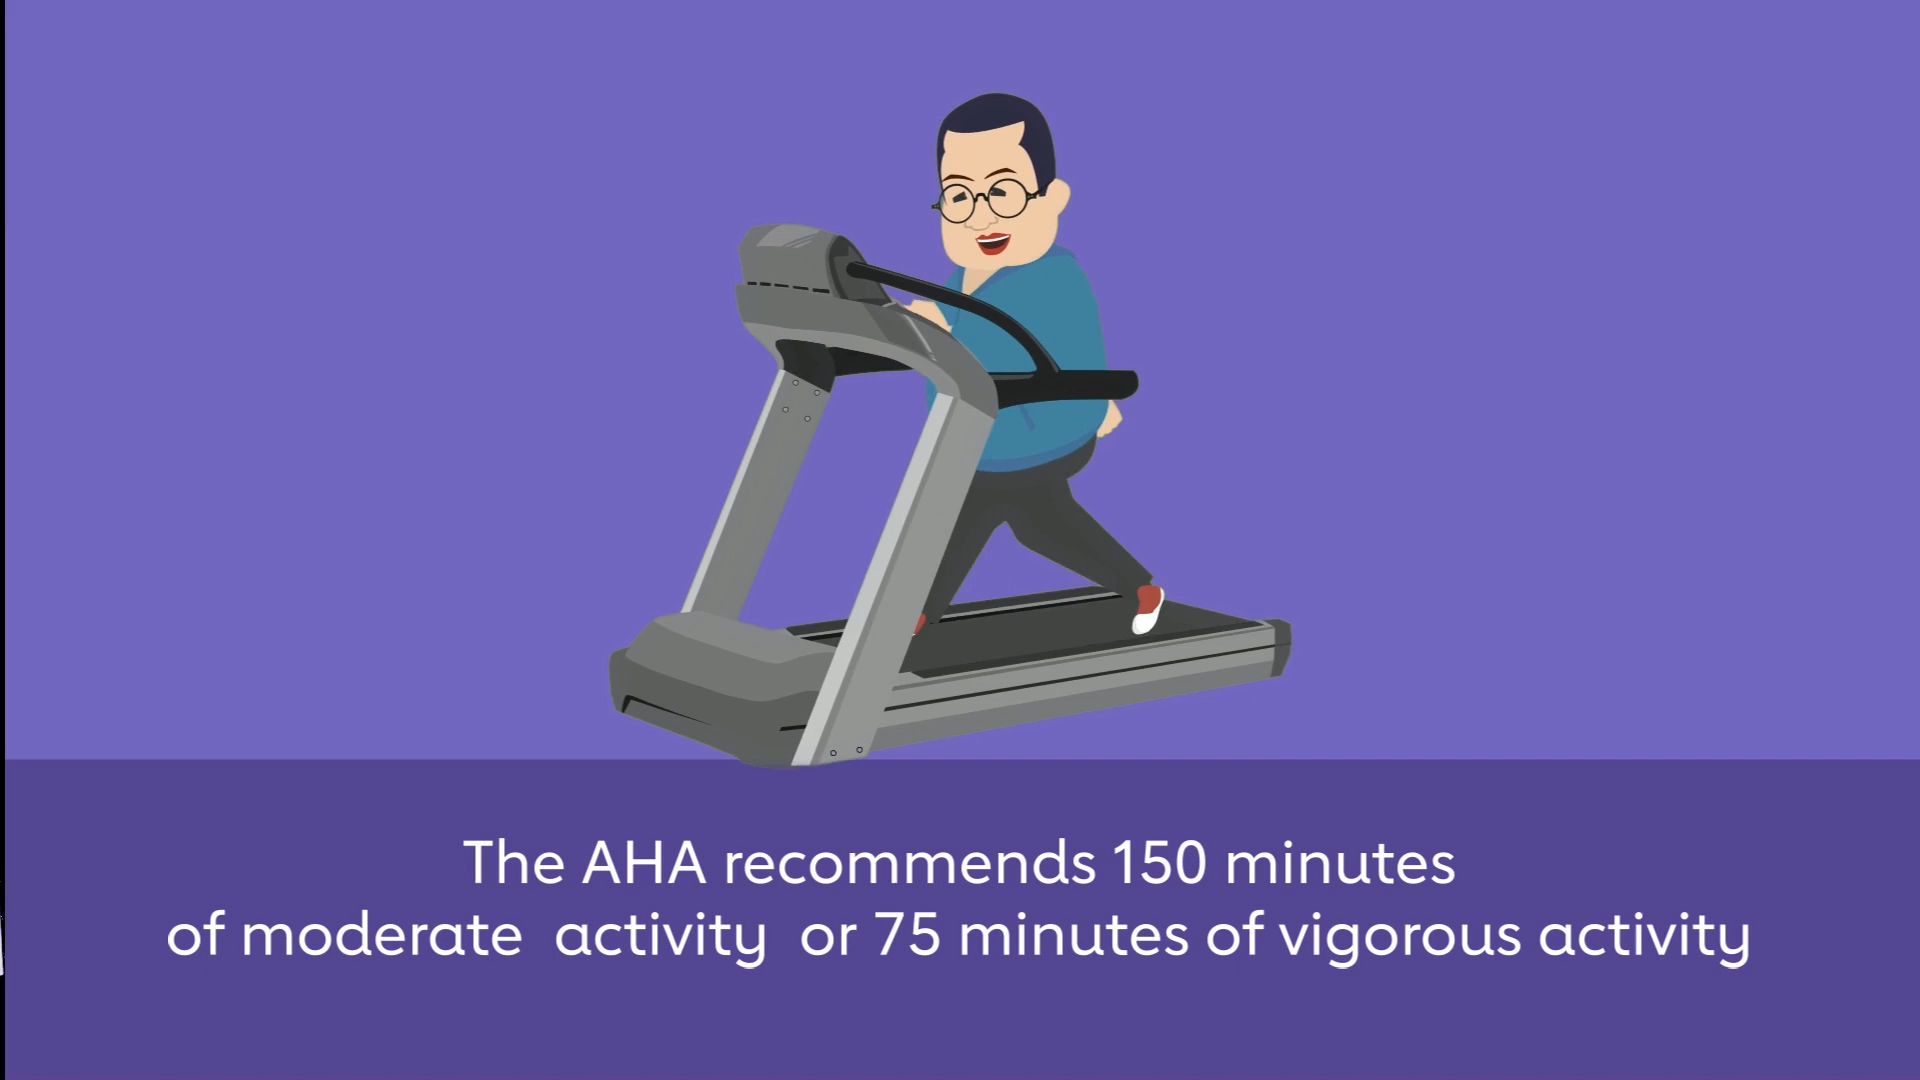 The AHA recommends 150 minutes
of moderate activity or 75 minutes of vigorous activity